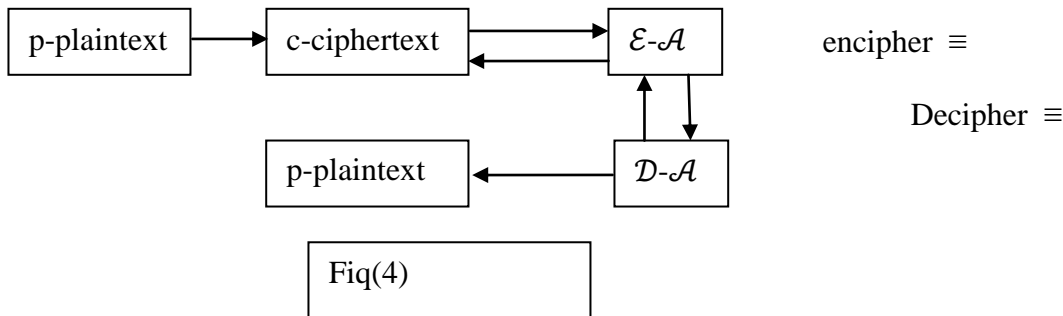 p-plaintext c-ciphertext ℰ-𝒜 encipher ≡
Decipher ≡
p-plaintext 𝒟-𝒜
Fiq(4)